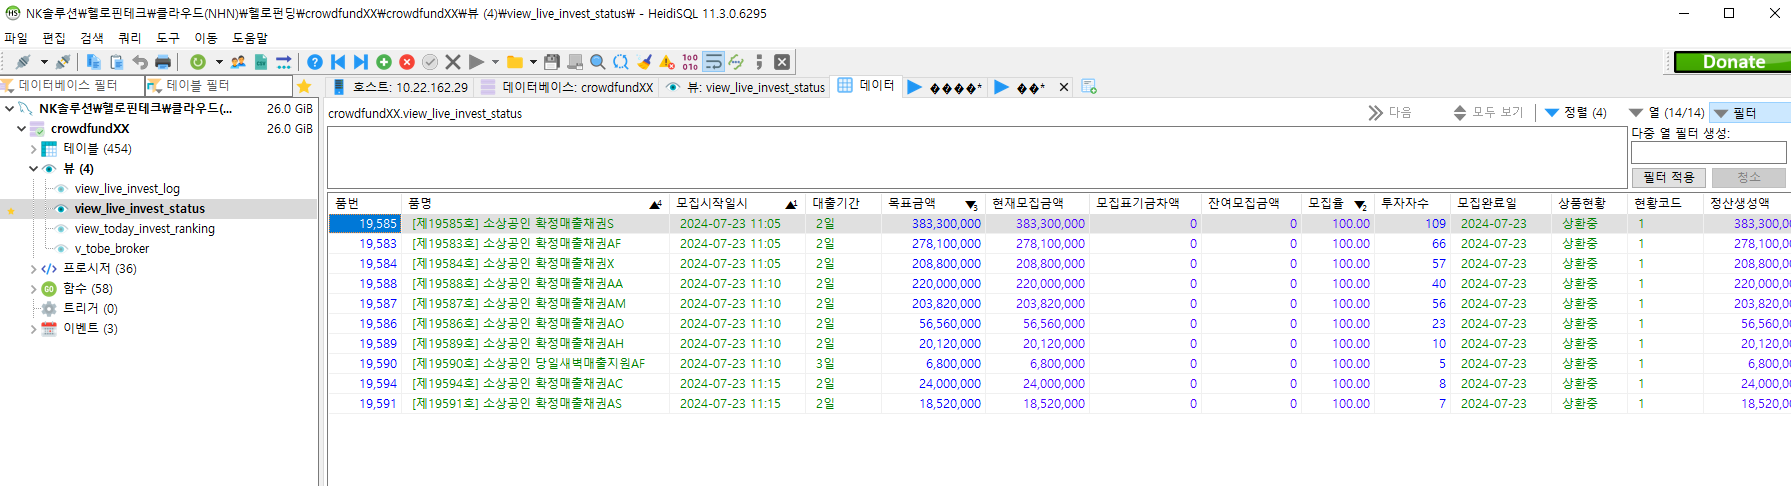 NK솔루션₩헬로핀테크₩클라우드(NHN)₩헬로펀딩₩crowdfundXX₩crowdfundXX₩뷰 (4)₩view_live_invest_status₩ - HeidiSQL 11.3.0.6295
파일 편집 검색 쿼리 도구 이동 도움말
Donate
데이터베이스 필터 테이블 필터
호스트: 10.22.162.29 데이터베이스: crowdfundXX 뷰: view_live_invest_status 데이터 ����* ��*
NK솔루션₩헬로핀테크₩클라우드(... 26.0 GiB
crowdfundXX 26.0 GiB
테이블 (454)
뷰 (4)
view_live_invest_log
view_live_invest_status
view_today_invest_ranking
v_tobe_broker
프로시저 (36)
함수 (58)
트리거 (0)
이벤트 (3)
crowdfundXX.view_live_invest_status 다음 모두 보기 정렬 (4) 열 (14/14) 필터
다중 열 필터 생성:
필터 적용 청소
품번 품명 4 모집시작일시 1 대출기간 목표금액 3 현재모집금액 모집표기금차액 잔여모집금액 모집율 2 투자자수 모집완료일 상품현황 현황코드 정산생성액
19,585 [제19585호] 소상공인 확정매출채권S 2024-07-23 11:05 2일 383,300,000 383,300,000 0 0 100.00 109 2024-07-23 상환중 1 383,300,0
19,583 [제19583호] 소상공인 확정매출채권AF 2024-07-23 11:05 2일 278,100,000 278,100,000 0 0 100.00 66 2024-07-23 상환중 1 278,100,0
19,584 [제19584호] 소상공인 확정매출채권X 2024-07-23 11:05 2일 208,800,000 208,800,000 0 0 100.00 57 2024-07-23 상환중 1 208,800,0
19,588 [제19588호] 소상공인 확정매출채권AA 2024-07-23 11:10 2일 220,000,000 220,000,000 0 0 100.00 40 2024-07-23 상환중 1 220,000,0
19,587 [제19587호] 소상공인 확정매출채권AM 2024-07-23 11:10 2일 203,820,000 203,820,000 0 0 100.00 56 2024-07-23 상환중 1 203,820,0
19,586 [제19586호] 소상공인 확정매출채권AO 2024-07-23 11:10 2일 56,560,000 56,560,000 0 0 100.00 23 2024-07-23 상환중 1 56,560,0
19,589 [제19589호] 소상공인 확정매출채권AH 2024-07-23 11:10 2일 20,120,000 20,120,000 0 0 100.00 10 2024-07-23 상환중 1 20,120,0
19,590 [제19590호] 소상공인 당일새벽매출지원AF 2024-07-23 11:10 3일 6,800,000 6,800,000 0 0 100.00 5 2024-07-23 상환중 1 6,800,0
19,594 [제19594호] 소상공인 확정매출채권AC 2024-07-23 11:15 2일 24,000,000 24,000,000 0 0 100.00 8 2024-07-23 상환중 1 24,000,0
19,591 [제19591호] 소상공인 확정매출채권AS 2024-07-23 11:15 2일 18,520,000 18,520,000 0 0 100.00 7 2024-07-23 상환중 1 18,520,0